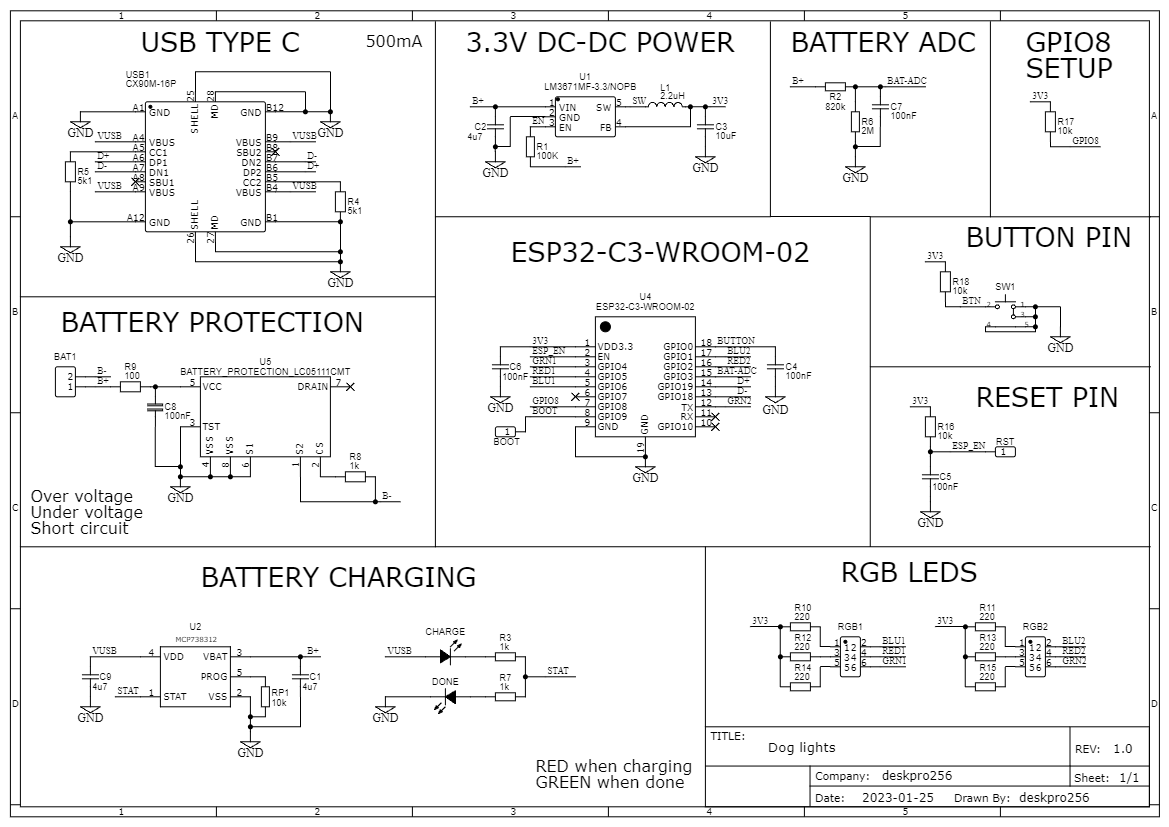 1 2 3 4 5
A A
B B
C C
D D
1 2 3 4 5
USB TYPE C
500mA
USB1
CX90M-16P
A1 GND
SHELL 25
MD 28
GND B12
GND
GND
VUSB A4 VBUS
A5 CC1
D+ A6 DP1
D- A7 DN1
A8 SBU1
VUSB A9 VBUS
VBUS B9 VUSB
SBU2 B8
DN2 B7 D-
DP2 B6 D+
CC2 B5
VBUS B4 VUSB
R5
5k1
R4
5k1
A12 GND
SHELL 26
MD 27
GND B1
GND
GND
3.3V DC-DC POWER
U1
LM3671MF-3.3/NOPB
B+
1 VIN
2 GND
EN 3 EN
SW 5 SW
FB 4
L1
2.2uH
3V3
C2
4u7
GND
R1
100K
B+
C3
10uF
GND
BATTERY ADC
B+
R2
820k
BAT-ADC
R6
2M
C7
100nF
GND
GPIO8
SETUP
3V3
R17
10k
GPIO8
BATTERY PROTECTION
BAT1
2 B-
1 B+
R9
100
U5
BATTERY_PROTECTION_LC05111CMT
5 VCC
DRAIN 7
C8
100nF
3 TST
VSS 4
VSS 8
S1 6
S2 1
CS 2
GND
R8
1k
B-
Over voltage
Under voltage
Short circuit
ESP32-C3-WROOM-02
U4
ESP32-C3-WROOM-02
3V3 1 VDD3.3
ESP_EN 2 EN
GRN1 3 GPIO4
RED1 4 GPIO5
BLU1 5 GPIO6
6 GPIO7
GPIO8 7 GPIO8
BOOT 8 GPIO9
9 GND
GPIO0 18 BUTTON
GPIO1 17 BLU2
GPIO2 16 RED2
GPIO3 15 BAT-ADC
GPIO19 14 D+
GPIO18 13 D-
TX 12 GRN2
RX 11
GPIO10 10
GND 19
C6
100nF
GND
C4
100nF
GND
1
BOOT
GND
BUTTON PIN
3V3
R18
10k
BTN
SW1
2 1
3
4 5
GND
RESET PIN
3V3
R16
10k
ESP_EN
RST
1
C5
100nF
GND
BATTERY CHARGING
U2
MCP738312
VUSB 4 VDD
VBAT 3 B+
PROG 5
STAT 1 STAT
VSS 2
C9
4u7
GND
RP1
10k
C1
4u7
GND
CHARGE
VUSB
R3
1k
STAT
DONE
R7
1k
GND
RED when charging
GREEN when done
RGB LEDS
3V3
R10
220
R12
220
R14
220
RGB1
1 12 2 BLU1
3 34 4 RED1
5 56 6 GRN1
3V3
R11
220
R13
220
R15
220
RGB2
1 12 2 BLU2
3 34 4 RED2
5 56 6 GRN2
TITLE:
Dog lights
REV: 1.0
Company: deskpro256
Sheet: 1/1
Date: 2023-01-25 Drawn By: deskpro256